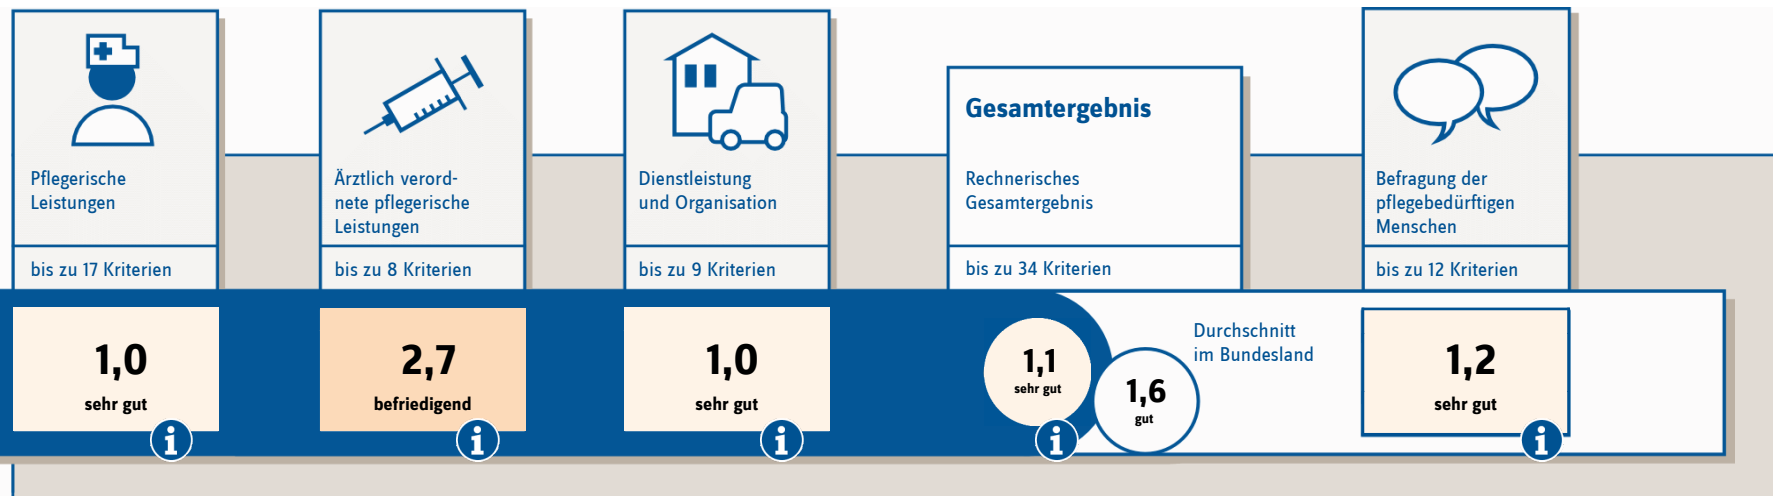 Pflegerische
Leistungen
bis zu 17 Kriterien
1,0
sehr gut
i
Ärztlich verord-
nete pflegerische
Leistungen
bis zu 8 Kriterien
2,7
befriedigend
i
Dienstleistung
und Organisation
bis zu 9 Kriterien
1,0
sehr gut
i
Gesamtergebnis
Rechnerisches
Gesamtergebnis
bis zu 34 Kriterien
1,1
sehr gut
i
1,6
gut
Durchschnitt
im Bundesland
Befragung der
pflegebedürftigen
Menschen
bis zu 12 Kriterien
1,2
sehr gut
i